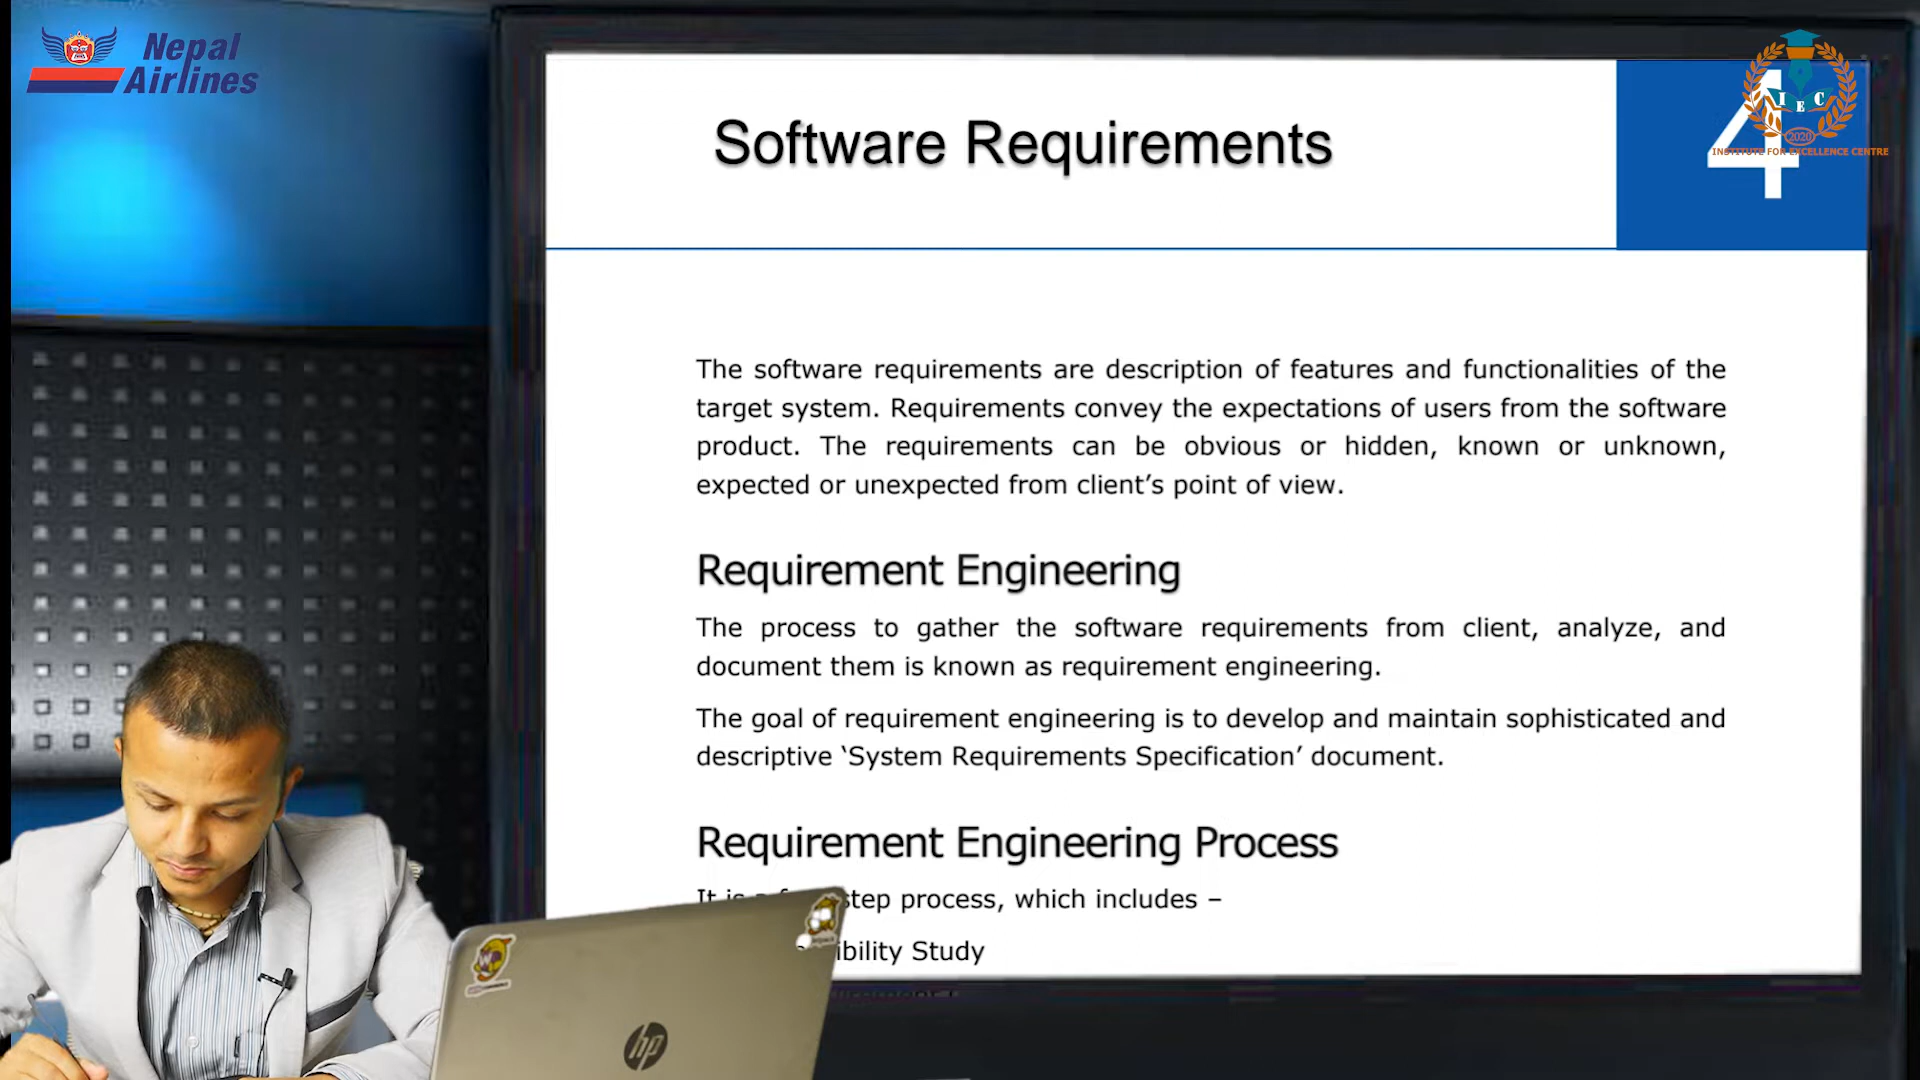 Nepal
Airlines
Software Requirements
4
I E C
2020
INSTITUTE FOR EXCELLENCE CENTRE
The software requirements are description of features and functionalities of the
target system. Requirements convey the expectations of users from the software
product. The requirements can be obvious or hidden, known or unknown,
expected or unexpected from client’s point of view.
Requirement Engineering
The process to gather the software requirements from client, analyze, and
document them is known as requirement engineering.
The goal of requirement engineering is to develop and maintain sophisticated and
descriptive ‘System Requirements Specification’ document.
Requirement Engineering Process
It is step process, which includes –
Study
hp